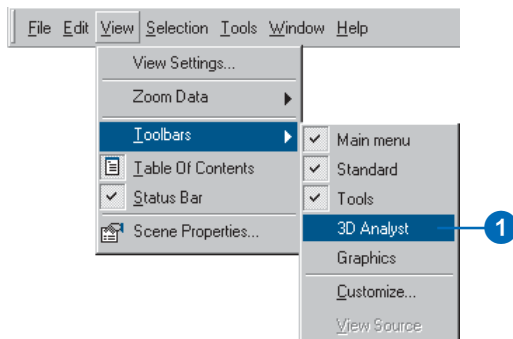 File Edit View Selection Tools Window Help
View Settings...
Zoom Data
Toolbars
Table Of Contents
Status Bar
Scene Properties...
Main menu
Standard
Tools
3D Analyst
Graphics
Customize...
View Source
1